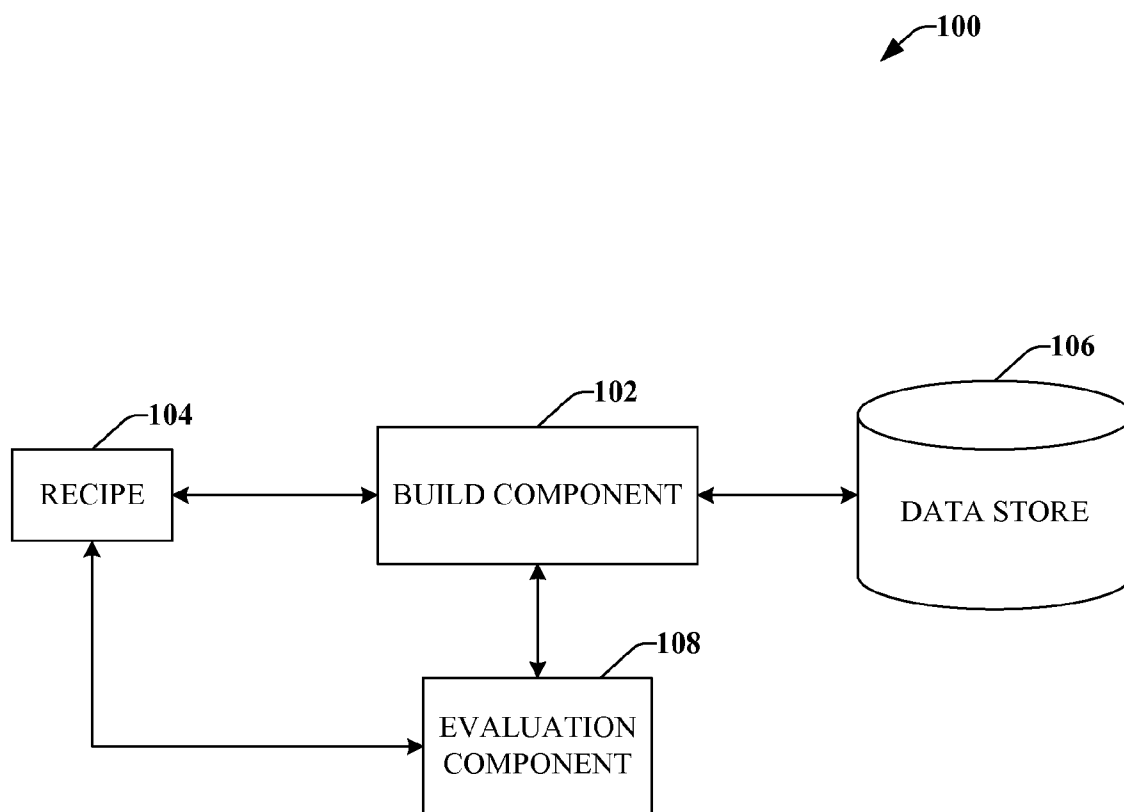 100
106
102
104
RECIPE
BUILD COMPONENT
DATA STORE
108
EVALUATION
COMPONENT